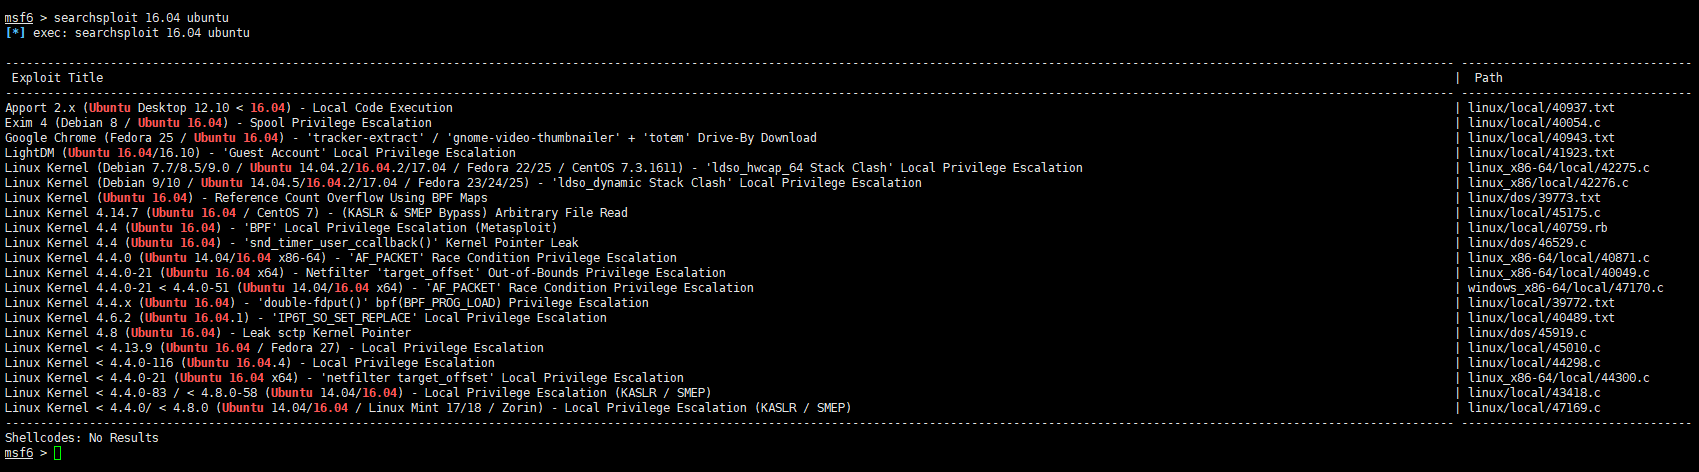 msf6 > searchsploit 16.04 ubuntu
[*] exec: searchsploit 16.04 ubuntu
Exploit Title | Path
Apport 2.x (Ubuntu Desktop 12.10 < 16.04) - Local Code Execution | linux/local/40937.txt
Exim 4 (Debian 8 / Ubuntu 16.04) - Spool Privilege Escalation | linux/local/40054.c
Google Chrome (Fedora 25 / Ubuntu 16.04) - 'tracker-extract' / 'gnome-video-thumbnailer' + 'totem' Drive-By Download | linux/local/40943.txt
LightDM (Ubuntu 16.04/16.10) - 'Guest Account' Local Privilege Escalation | linux/local/41923.txt
Linux Kernel (Debian 7.7/8.5/9.0 / Ubuntu 14.04.2/16.04.2/17.04 / Fedora 22/25 / CentOS 7.3.1611) - 'ldso_hwcap_64 Stack Clash' Local Privilege Escalation | linux_x86-64/local/42275.c
Linux Kernel (Debian 9/10 / Ubuntu 14.04.5/16.04.2/17.04 / Fedora 23/24/25) - 'ldso_dynamic Stack Clash' Local Privilege Escalation | linux_x86/local/42276.c
Linux Kernel (Ubuntu 16.04) - Reference Count Overflow Using BPF Maps | linux/dos/39773.txt
Linux Kernel 4.14.7 (Ubuntu 16.04 / CentOS 7) - (KASLR & SMEP Bypass) Arbitrary File Read | linux/local/45175.c
Linux Kernel 4.4 (Ubuntu 16.04) - 'BPF' Local Privilege Escalation (Metasploit) | linux/local/40759.rb
Linux Kernel 4.4 (Ubuntu 16.04) - 'snd_timer_user_ccallback()' Kernel Pointer Leak | linux/dos/46529.c
Linux Kernel 4.4.0 (Ubuntu 14.04/16.04 x86-64) - 'AF_PACKET' Race Condition Privilege Escalation | linux_x86-64/local/40871.c
Linux Kernel 4.4.0-21 (Ubuntu 16.04 x64) - Netfilter 'target_offset' Out-of-Bounds Privilege Escalation | linux_x86-64/local/40049.c
Linux Kernel 4.4.0-21 < 4.4.0-51 (Ubuntu 14.04/16.04 x64) - 'AF_PACKET' Race Condition Privilege Escalation | windows_x86-64/local/47170.c
Linux Kernel 4.4.x (Ubuntu 16.04) - 'double-fdput()' bpf(BPF_PROG_LOAD) Privilege Escalation | linux/local/39772.txt
Linux Kernel 4.6.2 (Ubuntu 16.04.1) - 'IP6T_SO_SET_REPLACE' Local Privilege Escalation | linux/local/40489.txt
Linux Kernel 4.8 (Ubuntu 16.04) - Leak sctp Kernel Pointer | linux/dos/45919.c
Linux Kernel < 4.13.9 (Ubuntu 16.04 / Fedora 27) - Local Privilege Escalation | linux/local/45010.c
Linux Kernel < 4.4.0-116 (Ubuntu 16.04.4) - Local Privilege Escalation | linux/local/44298.c
Linux Kernel < 4.4.0-21 (Ubuntu 16.04 x64) - 'netfilter target_offset' Local Privilege Escalation | linux_x86-64/local/44300.c
Linux Kernel < 4.4.0-83 / < 4.8.0-58 (Ubuntu 14.04/16.04) - Local Privilege Escalation (KASLR / SMEP) | linux/local/43418.c
Linux Kernel < 4.4.0/ < 4.8.0 (Ubuntu 14.04/16.04 / Linux Mint 17/18 / Zorin) - Local Privilege Escalation (KASLR / SMEP) | linux/local/47169.c
Shellcodes: No Results
msf6 >